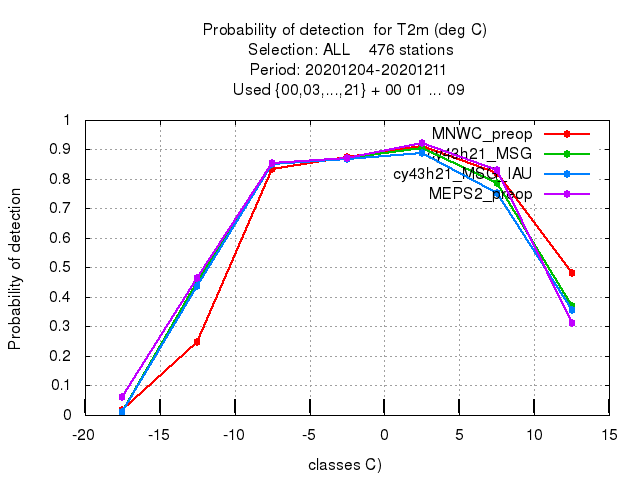 Probability of detection  for T2m (deg C)
Selection: ALL    476 stations
Period: 20201204-20201211
Used {00,03,...,21} + 00 01 ... 09
MNWC_preop
cy43h21_MSG
cy43h21_MSG_IAU
MEPS2_preop
Probability of detection
1
0.9
0.8
0.7
0.6
0.5
0.4
0.3
0.2
0.1
0
-20 -15 -10 -5 0 5 10 15
classes C)